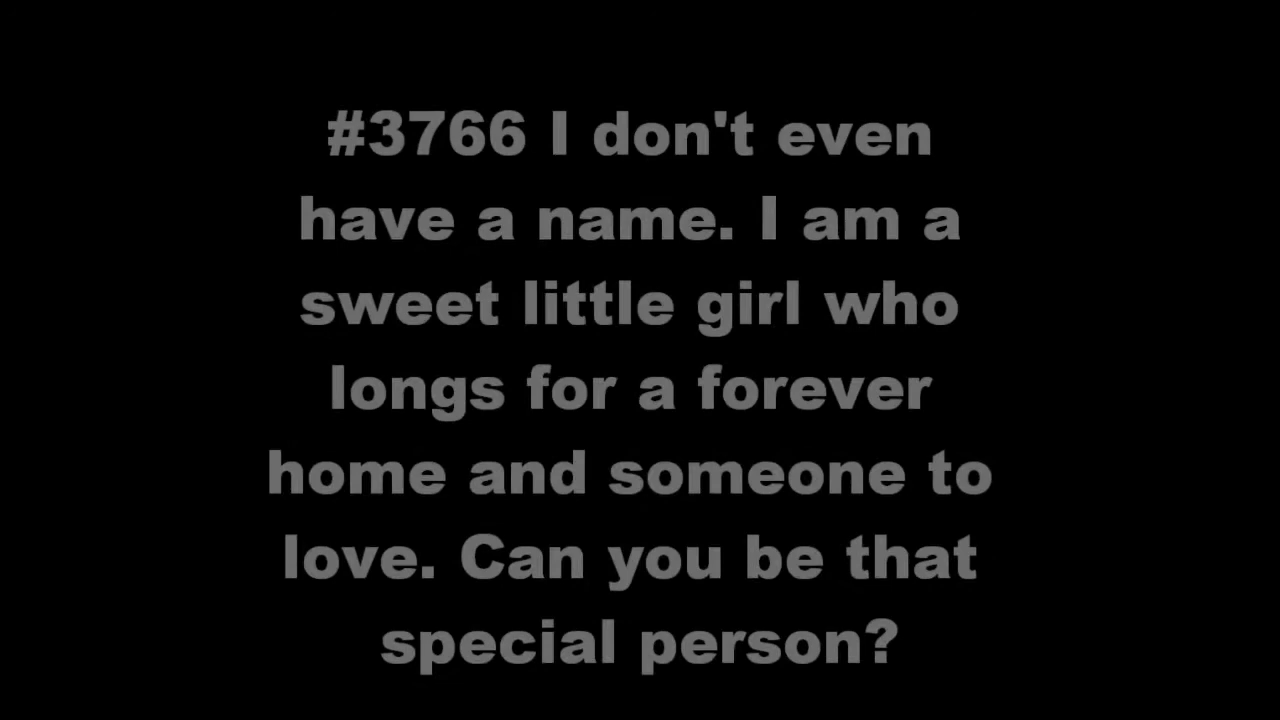 #3766 I don't even
have a name. I am a
sweet little girl who
longs for a forever
home and someone to
love. Can you be that
special person?